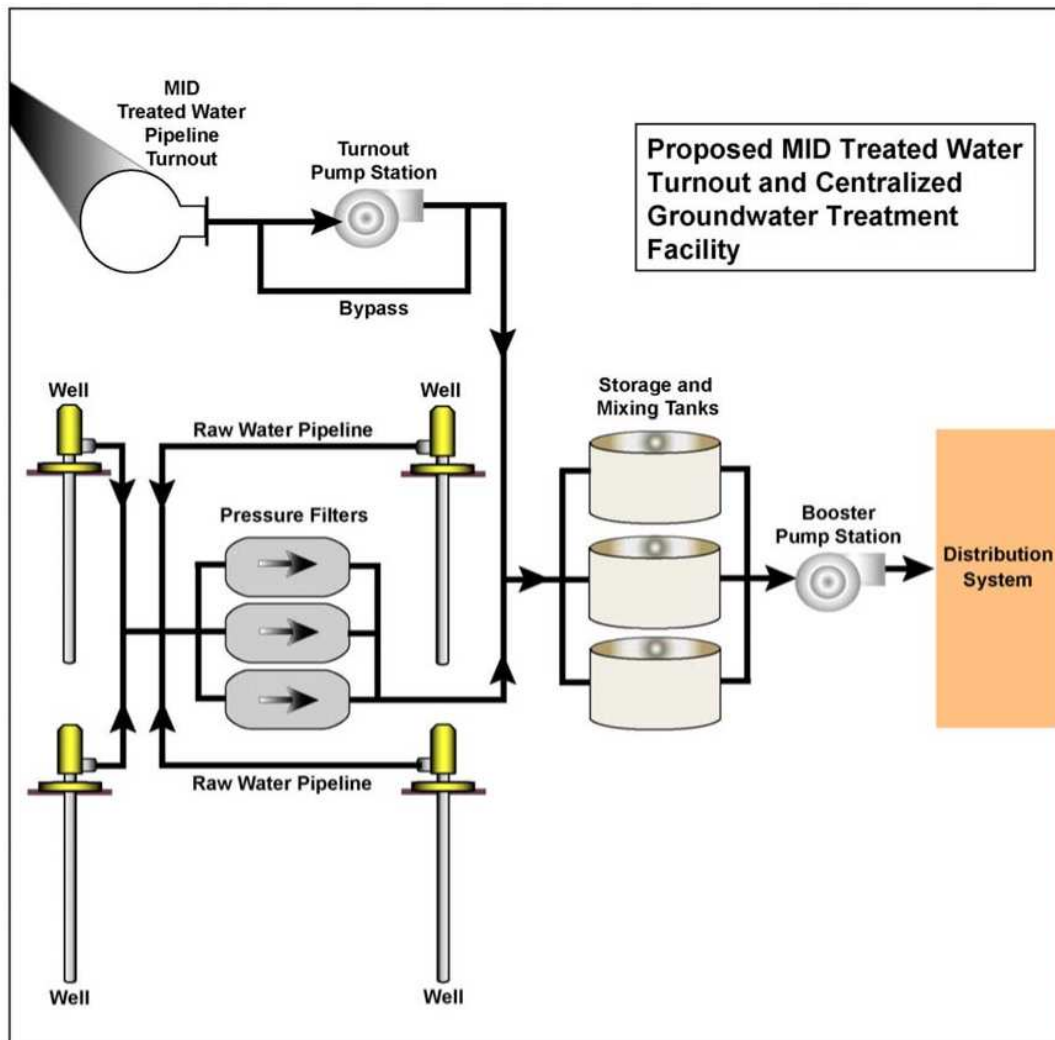 MID
Treated Water
Pipeline
Turnout
Turnout
Pump Station
Proposed MID Treated Water
Turnout and Centralized
Groundwater Treatment
Facility
Bypass
Well
Raw Water Pipeline
Well
Storage and
Mixing Tanks
Pressure Filters
Booster
Pump Station
Distribution
System
Raw Water Pipeline
Well
Well